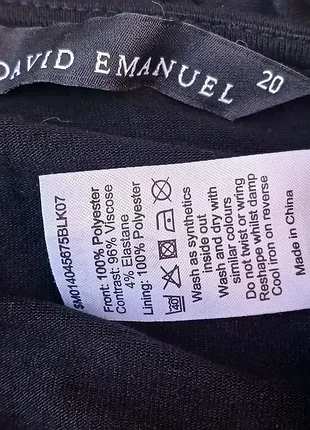 DAVID EMANUEL
20
SM014045675BLK07
Front: 100% Polyester
Contrast: 96% Viscose
4% Elastane
Lining: 100% Polyester
Wash as synthetics
inside out
Wash and dry with
similar colours
Do not twist or wring
Reshape whilst damp
Cool iron on reverse
Made in China